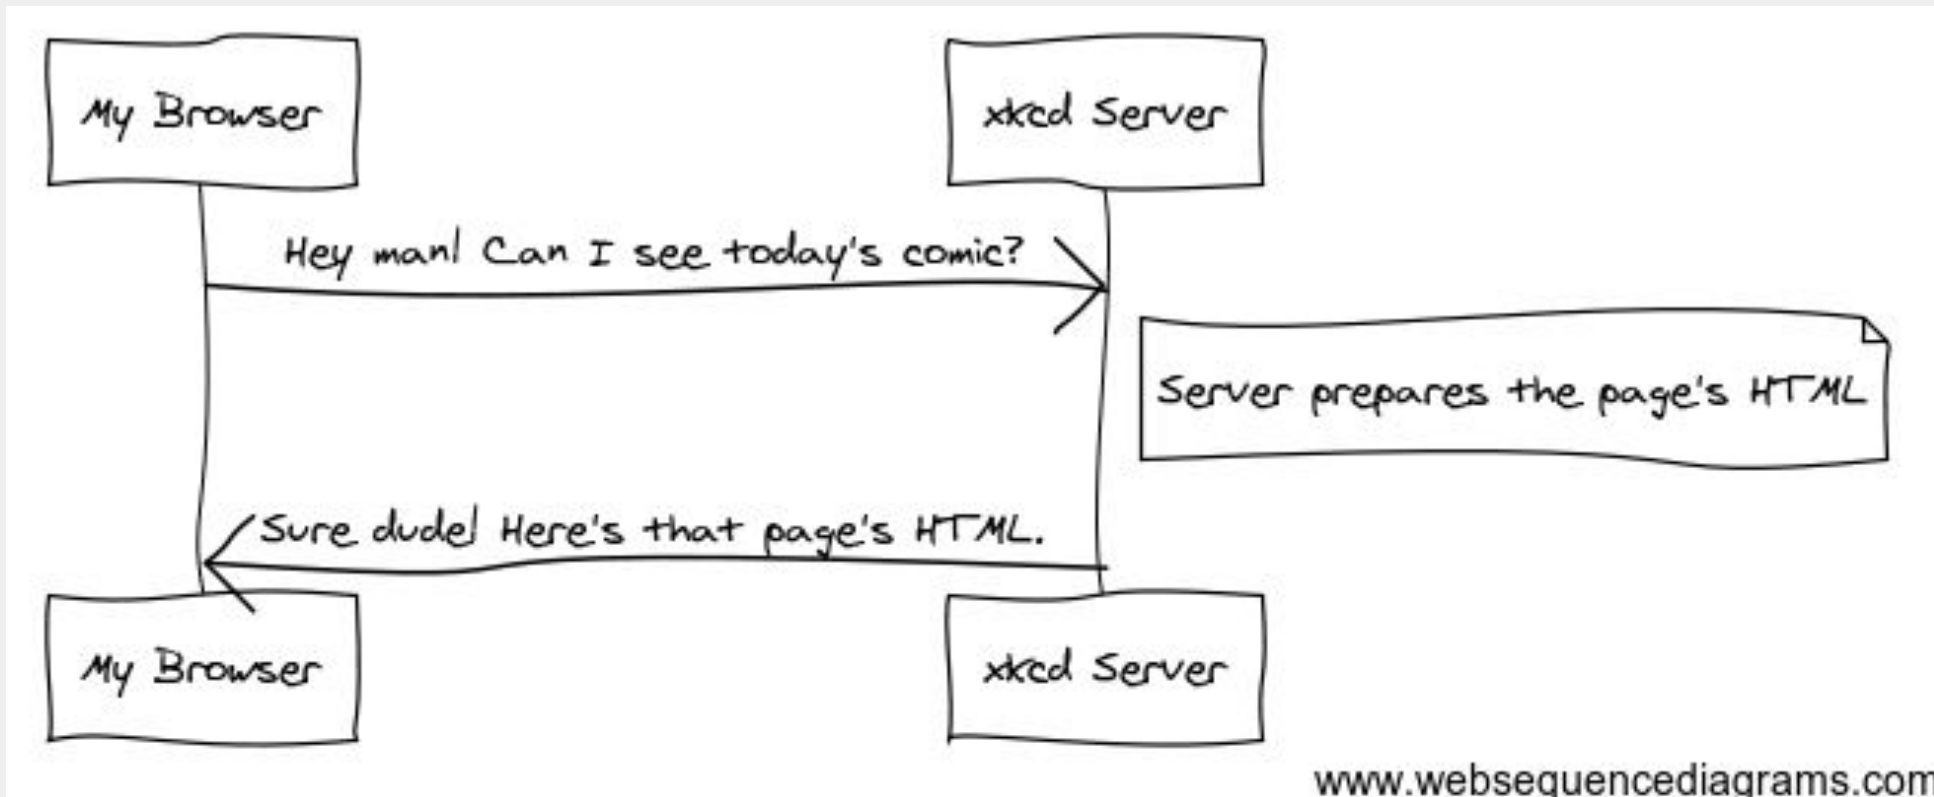 My Browser
xkcd Server
Hey man! Can I see today's comic?
Server prepares the page's HTML
Sure dude! Here's that page's HTML.
My Browser
xkcd Server
www.websequencediagrams.com